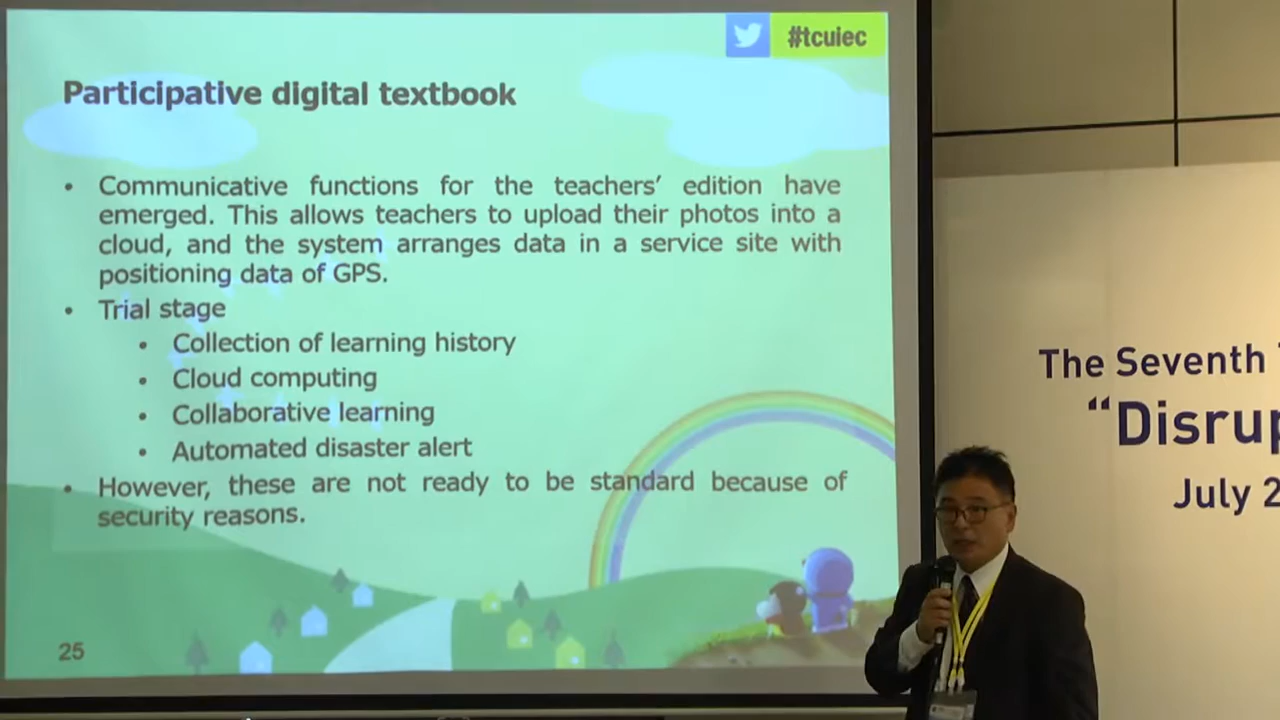 #tcuiec
Participative digital textbook
• Communicative functions for the teachers’ edition have
emerged. This allows teachers to upload their photos into a
cloud, and the system arranges data in a service site with
positioning data of GPS.
• Trial stage
• Collection of learning history
• Cloud computing
• Collaborative learning
• Automated disaster alert
• However, these are not ready to be standard because of
security reasons.
25
The Seventh
“Disrup
July 2